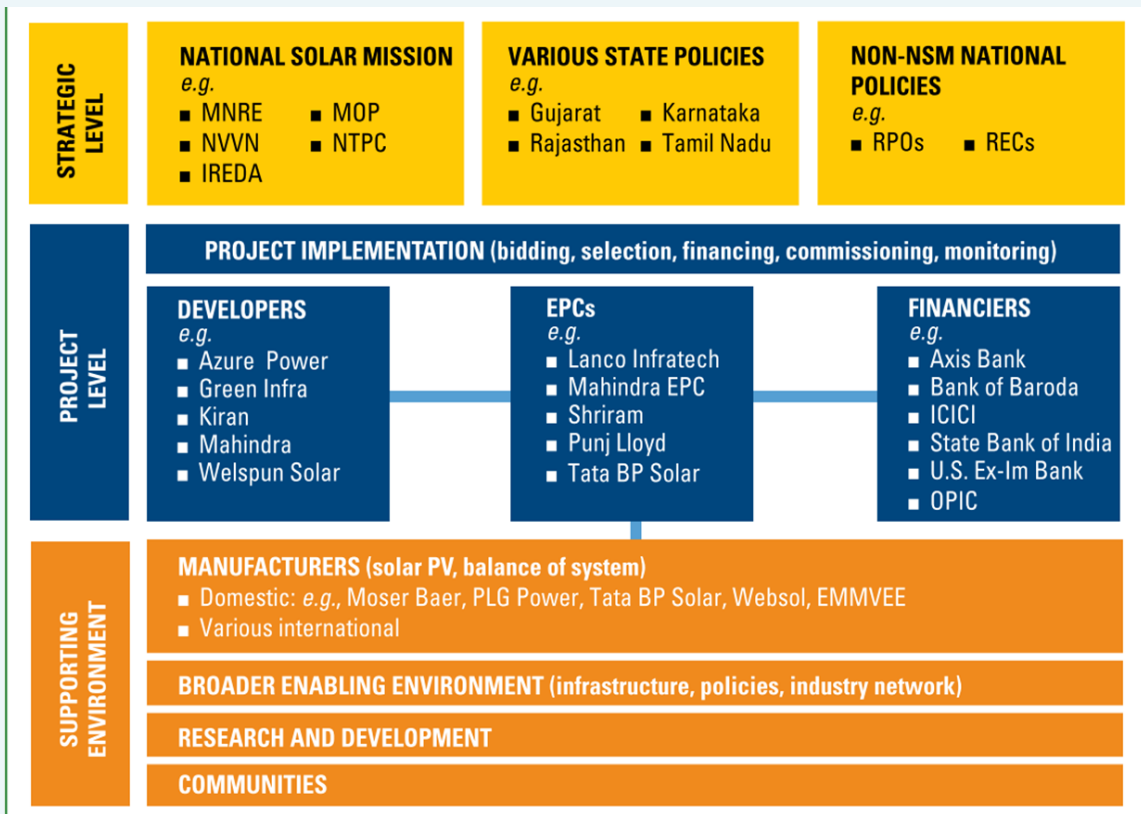 STRATEGIC
LEVEL
NATIONAL SOLAR MISSION
e.g.
■ MNRE ■ MOP
■ NVVN ■ NTPC
■ IREDA
VARIOUS STATE POLICIES
e.g.
■ Gujarat ■ Karnataka
■ Rajasthan ■ Tamil Nadu
NON-NSM NATIONAL
POLICIES
e.g.
■ RPOs ■ RECs
PROJECT
LEVEL
PROJECT IMPLEMENTATION (bidding, selection, financing, commissioning, monitoring)
DEVELOPERS
e.g.
■ Azure Power
■ Green Infra
■ Kiran
■ Mahindra
■ Welspun Solar
EPCs
e.g.
■ Lanco Infratech
■ Mahindra EPC
■ Shriram
■ Punj Lloyd
■ Tata BP Solar
FINANCIERS
e.g.
■ Axis Bank
■ Bank of Baroda
■ ICICI
■ State Bank of India
■ U.S. Ex-Im Bank
■ OPIC
SUPPORTING
ENVIRONMENT
MANUFACTURERS (solar PV, balance of system)
■ Domestic: e.g., Moser Baer, PLG Power, Tata BP Solar, Websol, EMMVEE
■ Various international
BROADER ENABLING ENVIRONMENT (infrastructure, policies, industry network)
RESEARCH AND DEVELOPMENT
COMMUNITIES